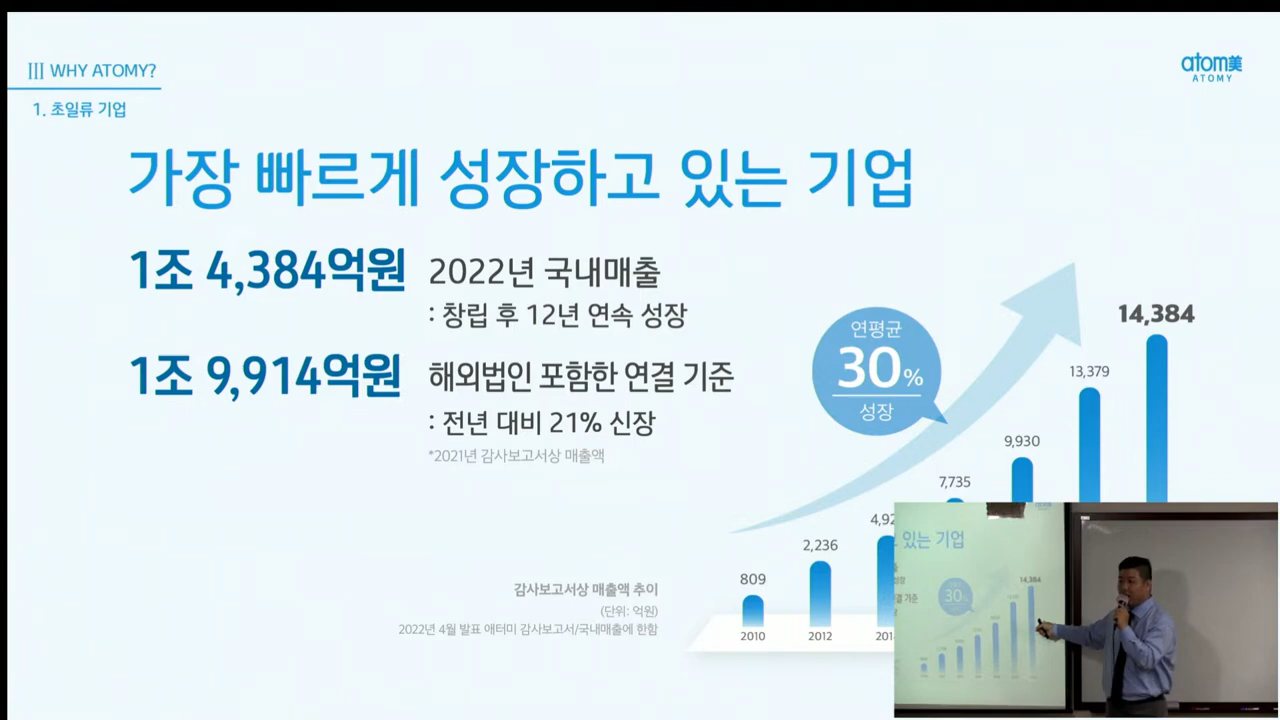 Ⅲ WHY ATOMY?
atom美
ATOMY
1. 초일류 기업
가장 빠르게 성장하고 있는 기업
1조 4,384억원 2022년 국내매출
: 창립 후 12년 연속 성장
1조 9,914억원 해외법인 포함한 연결 기준
: 전년 대비 21% 신장
*2021년 감사보고서상 매출액
연평균
30%
성장
14,384
13,379
9,930
7,735
4,92
2,236
809
2010 2012 201
감사보고서상 매출액 추이
(단위: 억원)
2022년 4월 발표 애터미 감사보고서/국내매출에 한함
있는 기업
결 기준
30
14,384